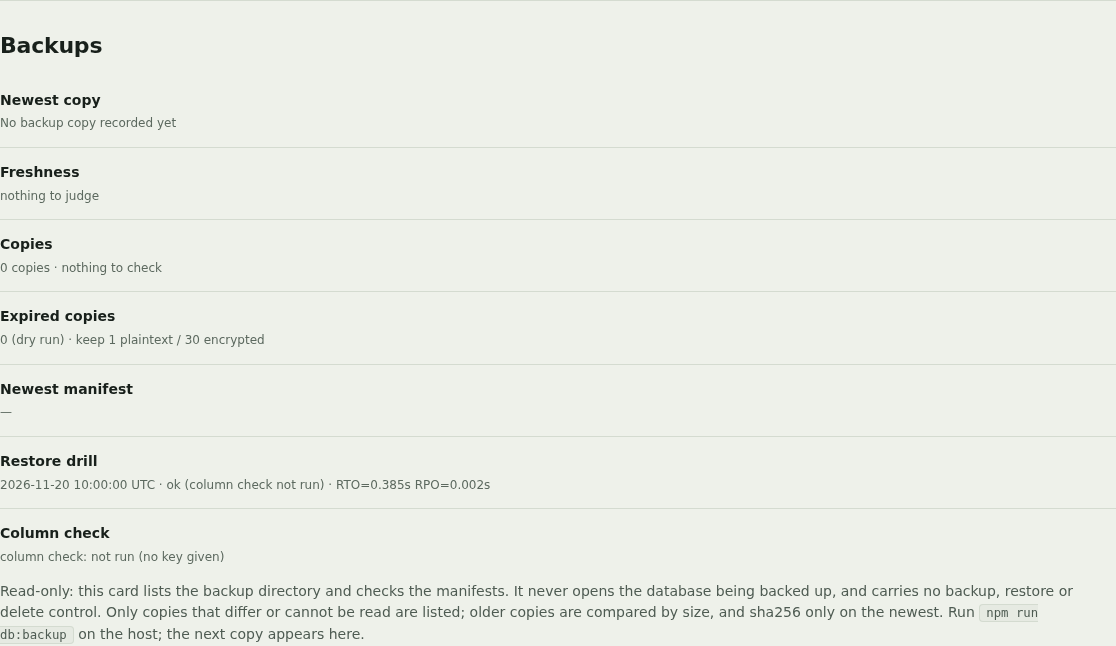 Backups
Newest copy
No backup copy recorded yet
Freshness
nothing to judge
Copies
0 copies · nothing to check
Expired copies
0 (dry run) · keep 1 plaintext / 30 encrypted
Newest manifest
—
Restore drill
2026-11-20 10:00:00 UTC · ok (column check not run) · RTO=0.385s RPO=0.002s
Column check
column check: not run (no key given)
Read-only: this card lists the backup directory and checks the manifests. It never opens the database being backed up, and carries no backup, restore or
delete control. Only copies that differ or cannot be read are listed; older copies are compared by size, and sha256 only on the newest. Run npm run
db:backup on the host; the next copy appears here.